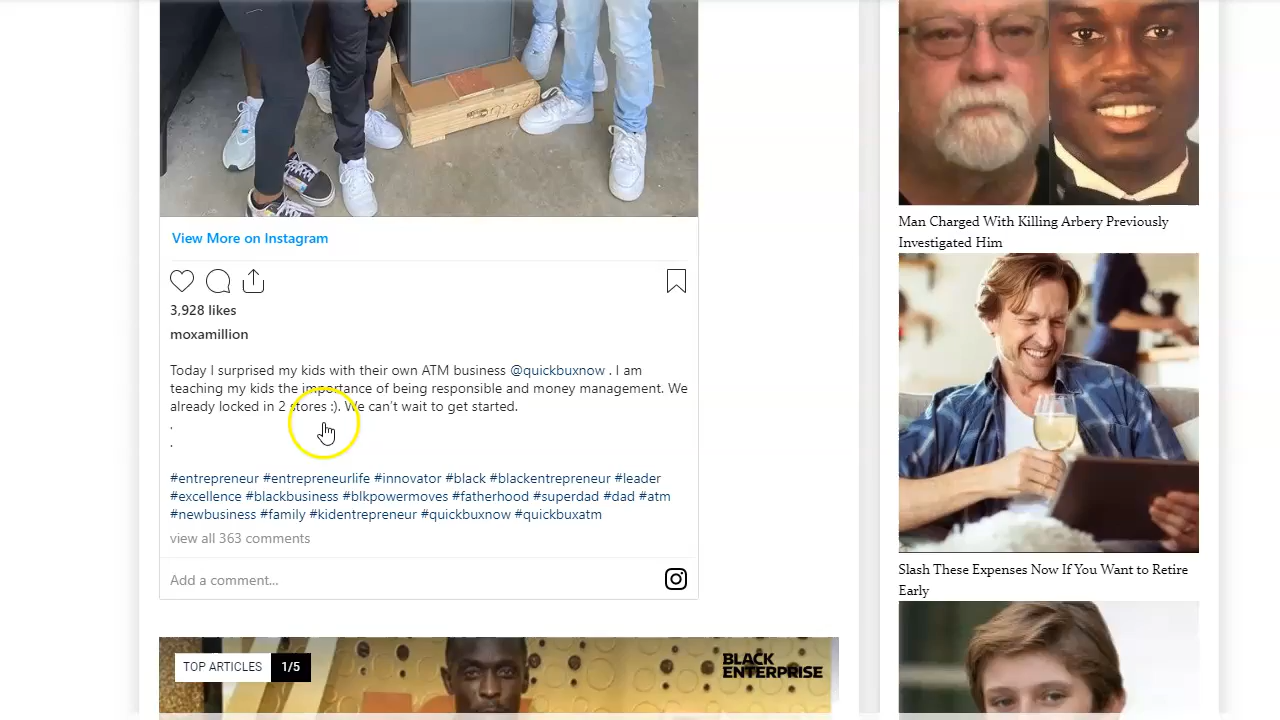 View More on Instagram
3,928 likes
moxamillion
Today I surprised my kids with their own ATM business @quickbuxnow . I am
teaching my kids the importance of being responsible and money management. We
already locked in 2 stores :). We can’t wait to get started.
.
.
#entrepreneur #entrepreneurlife #innovator #black #blackentrepreneur #leader
#excellence #blackbusiness #blkpowermoves #fatherhood #superdad #dad #atm
#newbusiness #family #kidentrepreneur #quickbuxnow #quickbuxatm
view all 363 comments
Add a comment...
TOP ARTICLES 1/5
BLACK
ENTERPRISE
Man Charged With Killing Arbery Previously
Investigated Him
Slash These Expenses Now If You Want to Retire
Early